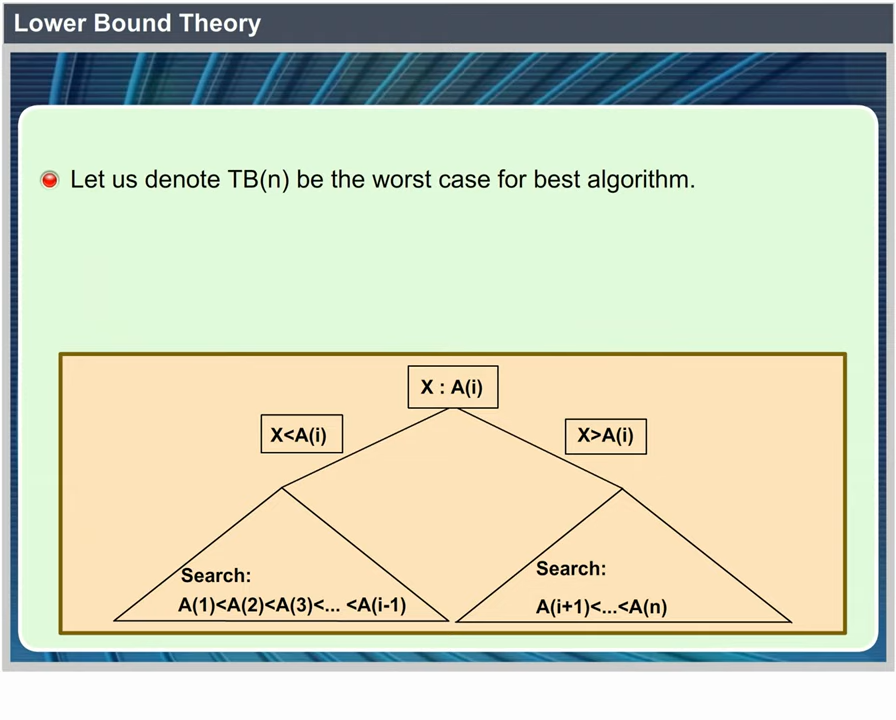 Lower Bound Theory
Let us denote TB(n) be the worst case for best algorithm.
X : A(i)
X<A(i)
X>A(i)
Search:
A(1)<A(2)<A(3)<... <A(i-1)
Search:
A(i+1)<...<A(n)